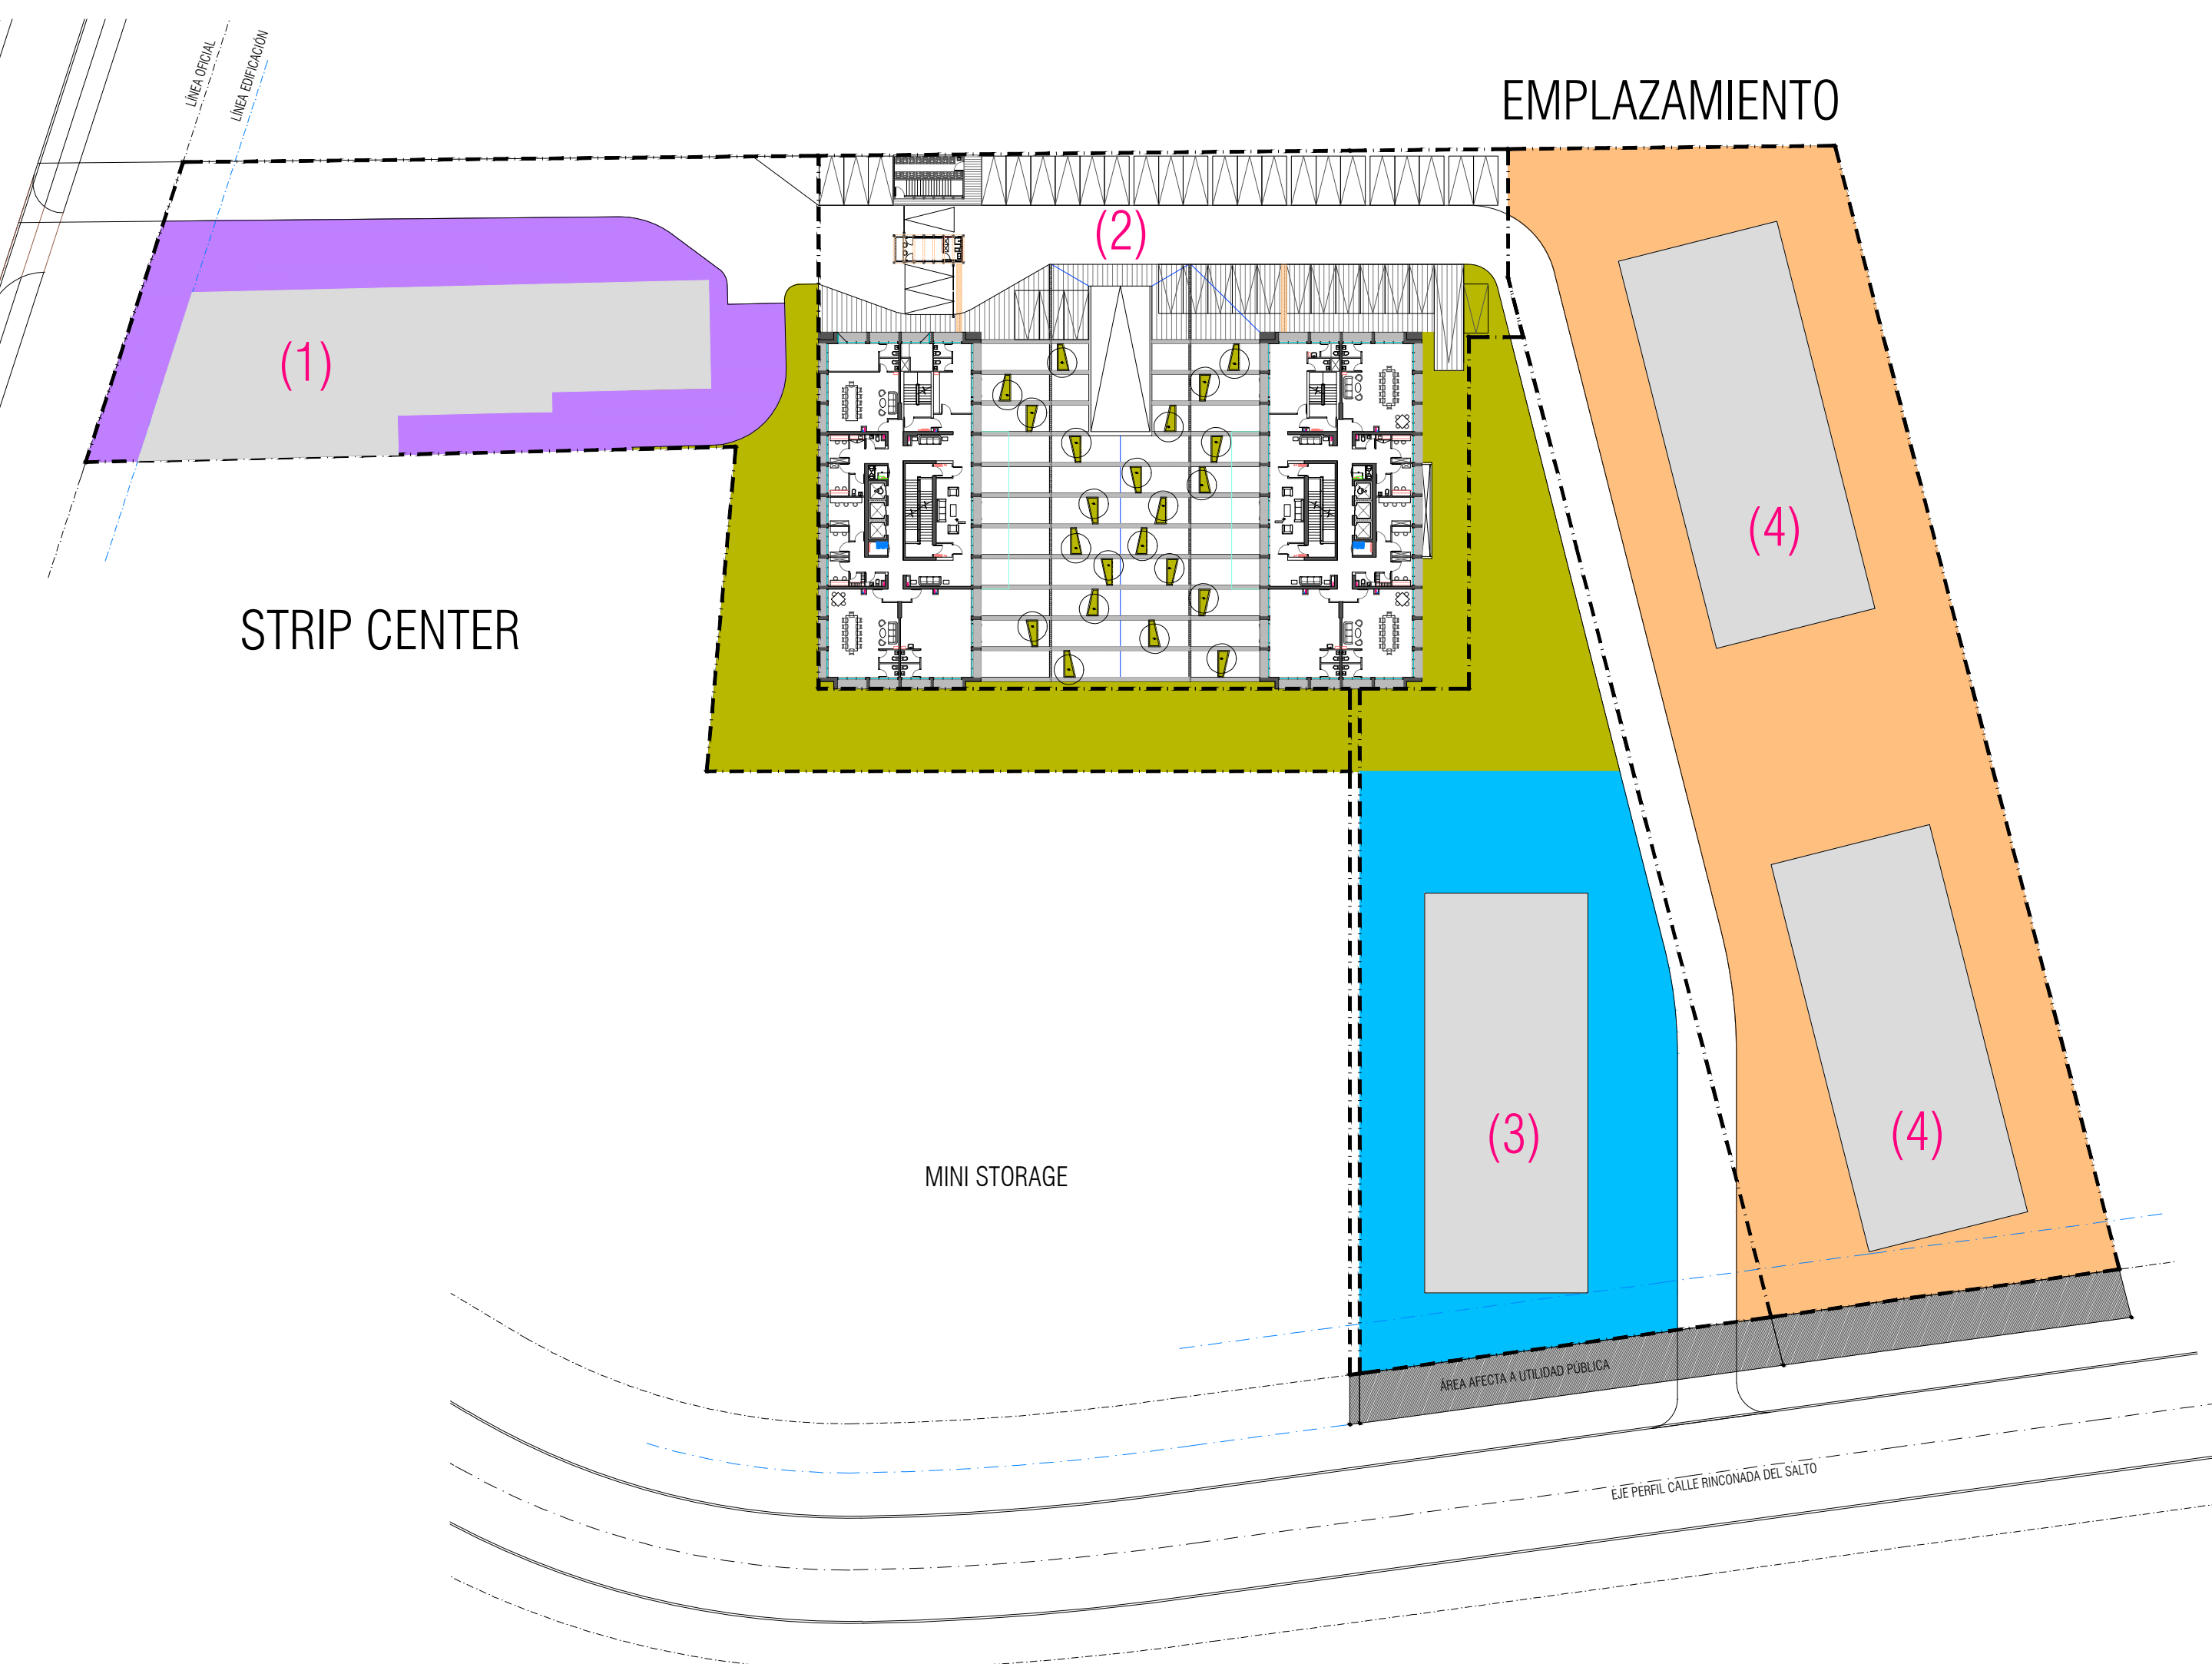 LÍNEA OFICIAL
LÍNEA EDIFICACIÓN
EMPLAZAMIENTO
(2)
(1)
(4)
STRIP CENTER
(3)
(4)
MINI STORAGE
ÁREA AFECTA A UTILIDAD PÚBLICA
EJE PERFIL CALLE RINCONADA DEL SALTO